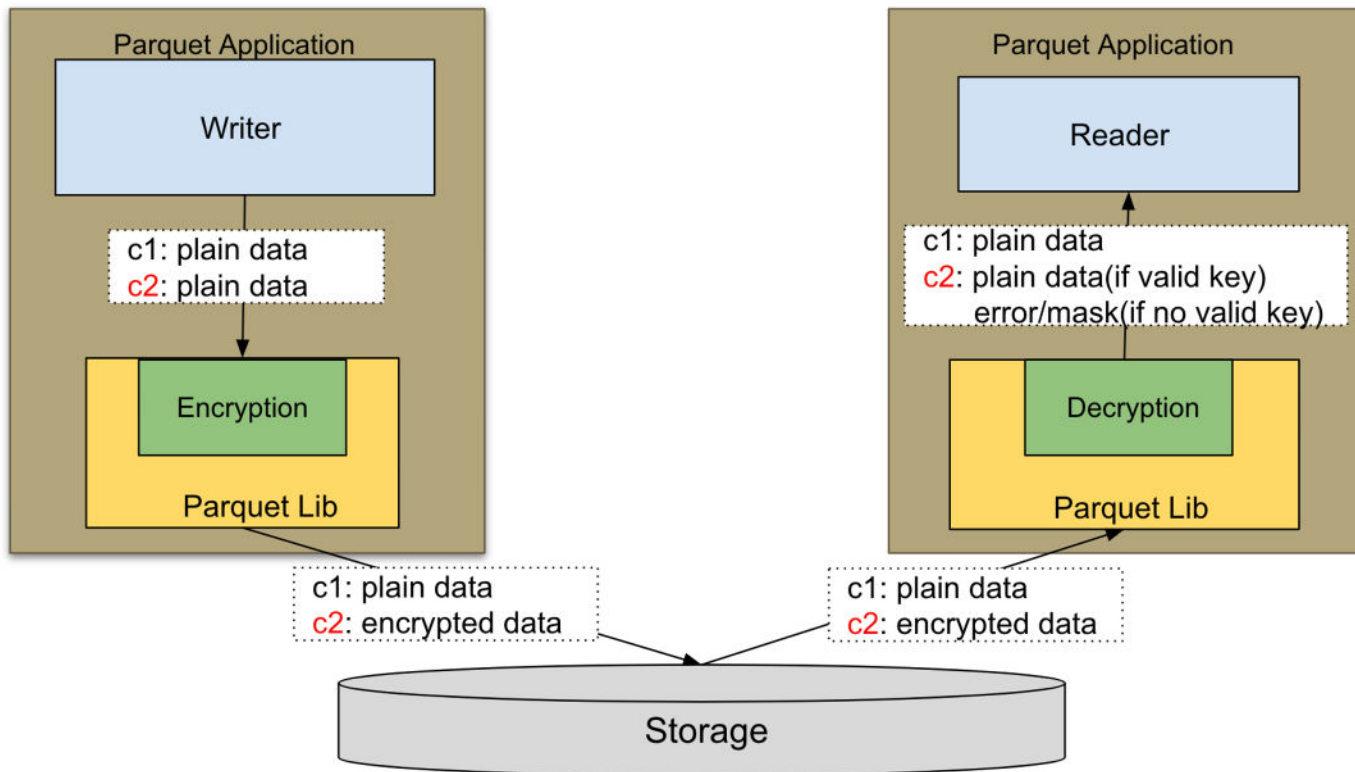 Parquet Application
Writer
c1: plain data
c2: plain data
Encryption
Parquet Lib
c1: plain data
c2: encrypted data
Parquet Application
Reader
c1: plain data
c2: plain data(if valid key)
error/mask(if no valid key)
Decryption
Parquet Lib
c1: plain data
c2: encrypted data
Storage